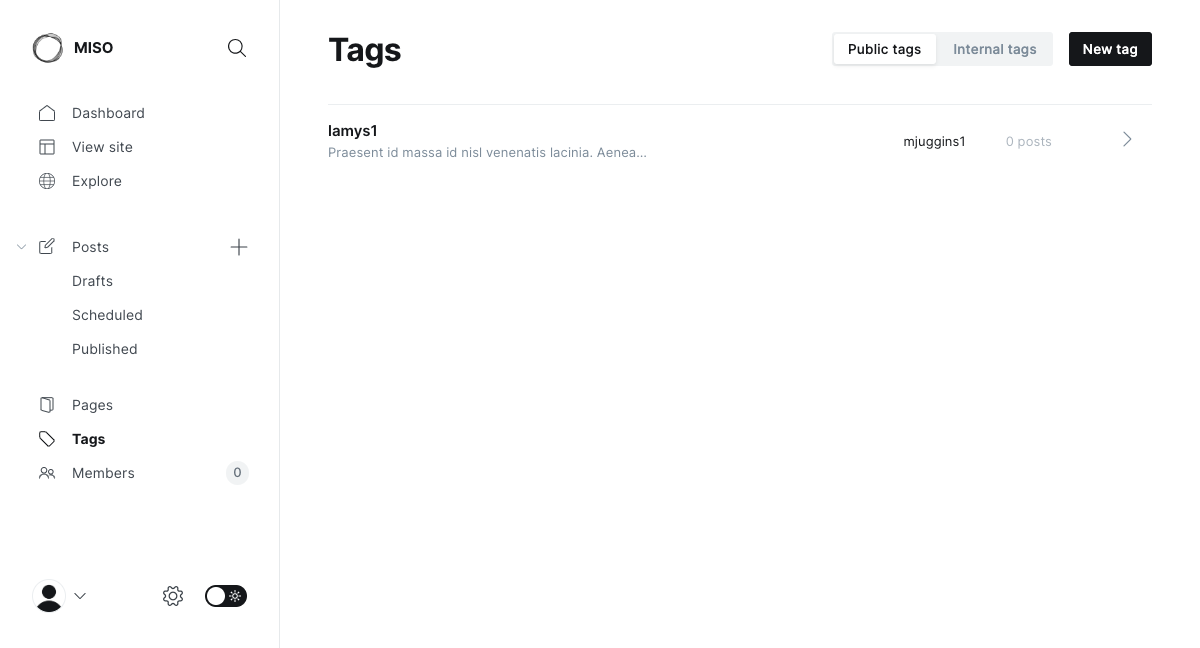 MISO
Dashboard
View site
Explore
Posts
Drafts
Scheduled
Published
Pages
Tags
Members
0
Tags
Public tags
Internal tags
New tag
lamys1
Praesent id massa id nisl venenatis lacinia. Aenea...
mjuggins1
0 posts